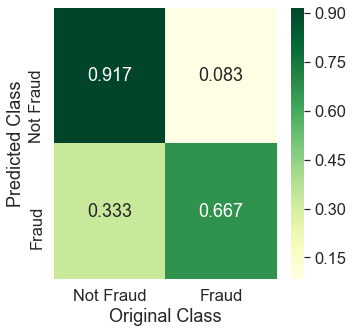 0.917 0.083
0.333 0.667
Not Fraud
Fraud
Predicted Class
Not Fraud Fraud
Original Class
0.90
0.75
0.60
0.45
0.30
0.15